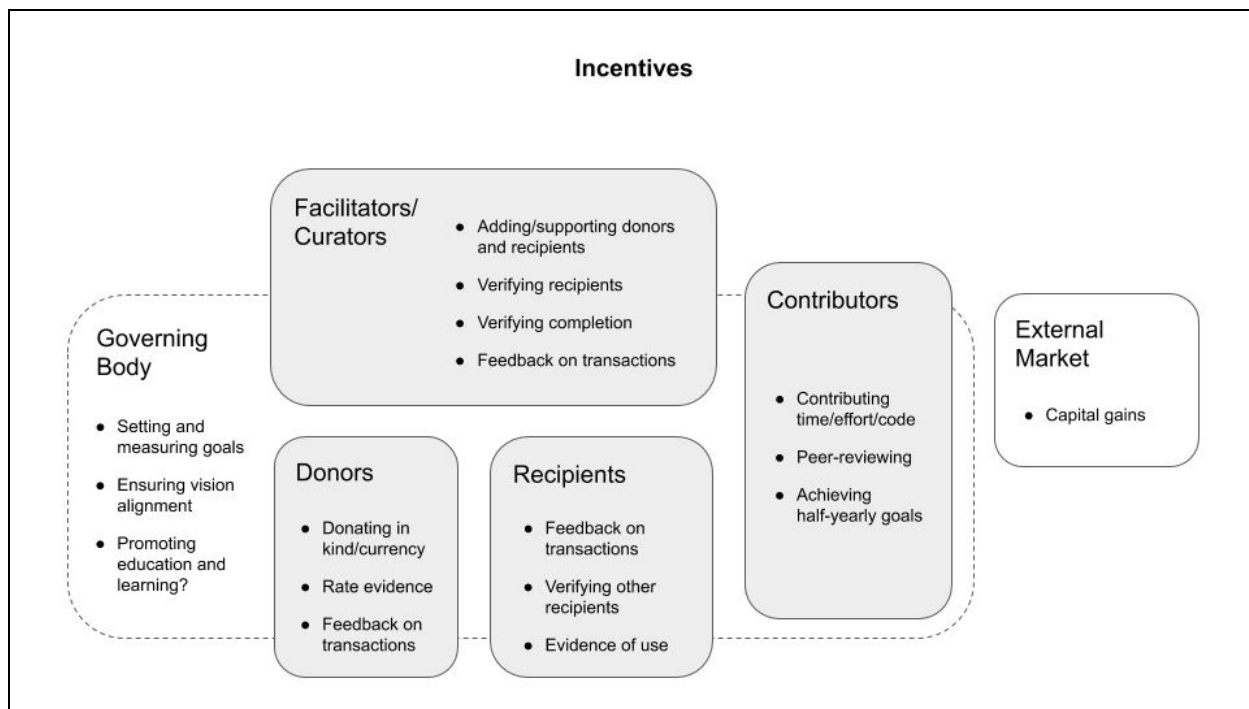 Incentives
Facilitators/
Curators
● Adding/supporting donors
and recipients
● Verifying recipients
● Verifying completion
● Feedback on transactions
Governing
Body
● Setting and
measuring goals
● Ensuring vision
alignment
● Promoting
education and
learning?
Donors
● Donating in
kind/currency
● Rate evidence
● Feedback on
transactions
Recipients
● Feedback on
transactions
● Verifying other
recipients
● Evidence of use
Contributors
● Contributing
time/effort/code
● Peer-reviewing
● Achieving
half-yearly goals
External
Market
● Capital gains